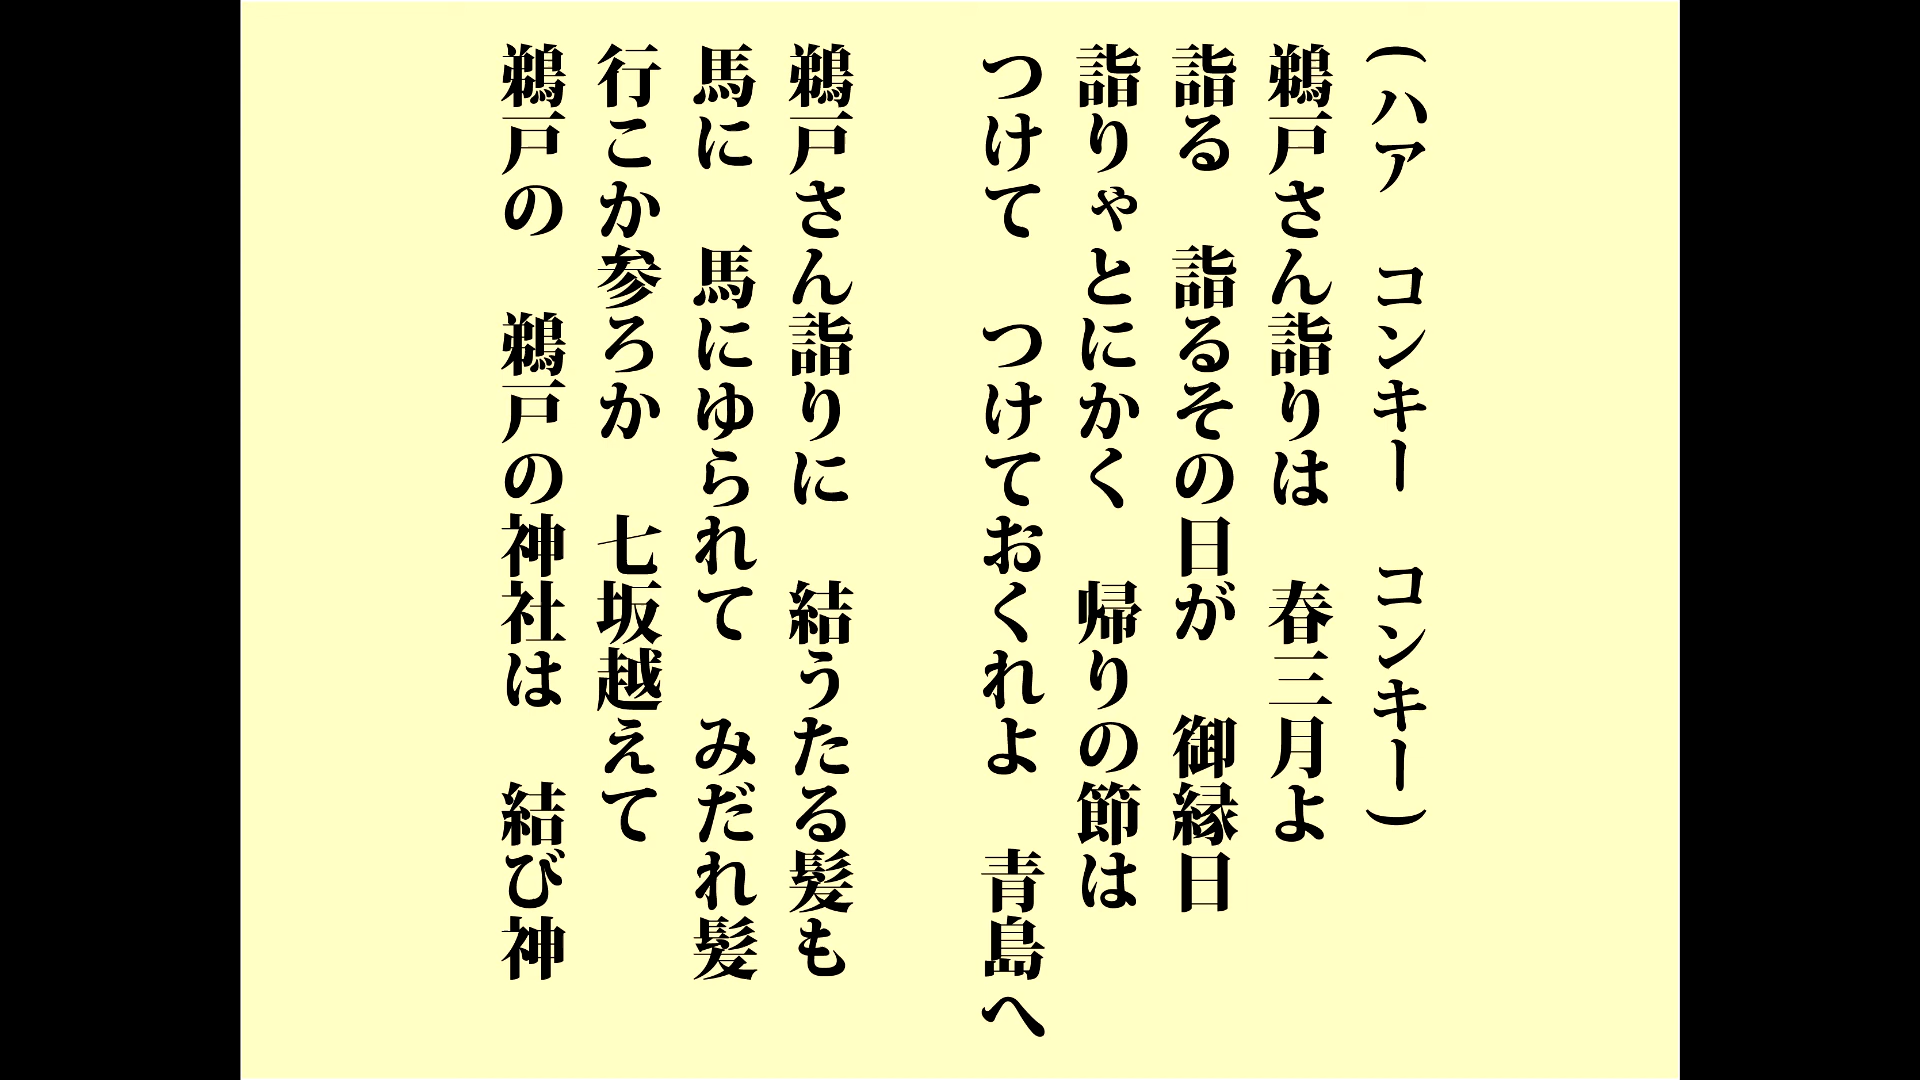 (ハア　コンキー　コンキー)
鵜戸さん詣りは　春三月よ
詣る　詣るその日が　御縁日
詣りゃとにかく　帰りの節は
つけて　つけておくれよ　青島へ
鵜戸さん詣りに　結うたる髪も
馬に　馬にゆられて　みだれ髪
行こか参ろか　七坂越えて
鵜戸の　鵜戸の神社は　結び神